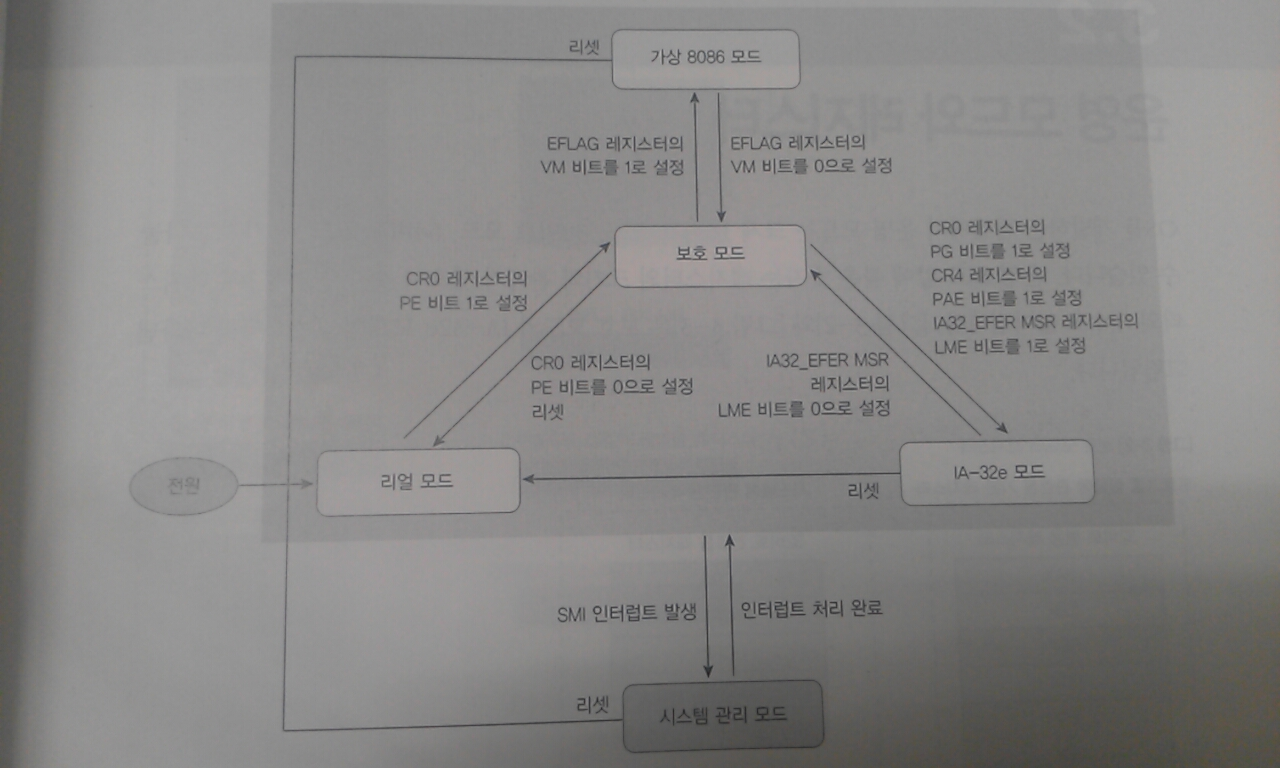 리셋
가상 8086 모드
EFLAG 레지스터의
VM 비트를 1로 설정
EFLAG 레지스터의
VM 비트를 0으로 설정
보호 모드
CR0 레지스터의
PE 비트 1로 설정
CR0 레지스터의
PG 비트를 1로 설정
CR4 레지스터의
PAE 비트를 1로 설정
IA32_EFER MSR 레지스터의
LME 비트를 1로 설정
CR0 레지스터의
PE 비트를 0으로 설정
리셋
IA32_EFER MSR
레지스터의
LME 비트를 0으로 설정
전원
리얼 모드
IA-32e 모드
리셋
SMI 인터럽트 발생
인터럽트 처리 완료
리셋
시스템 관리 모드